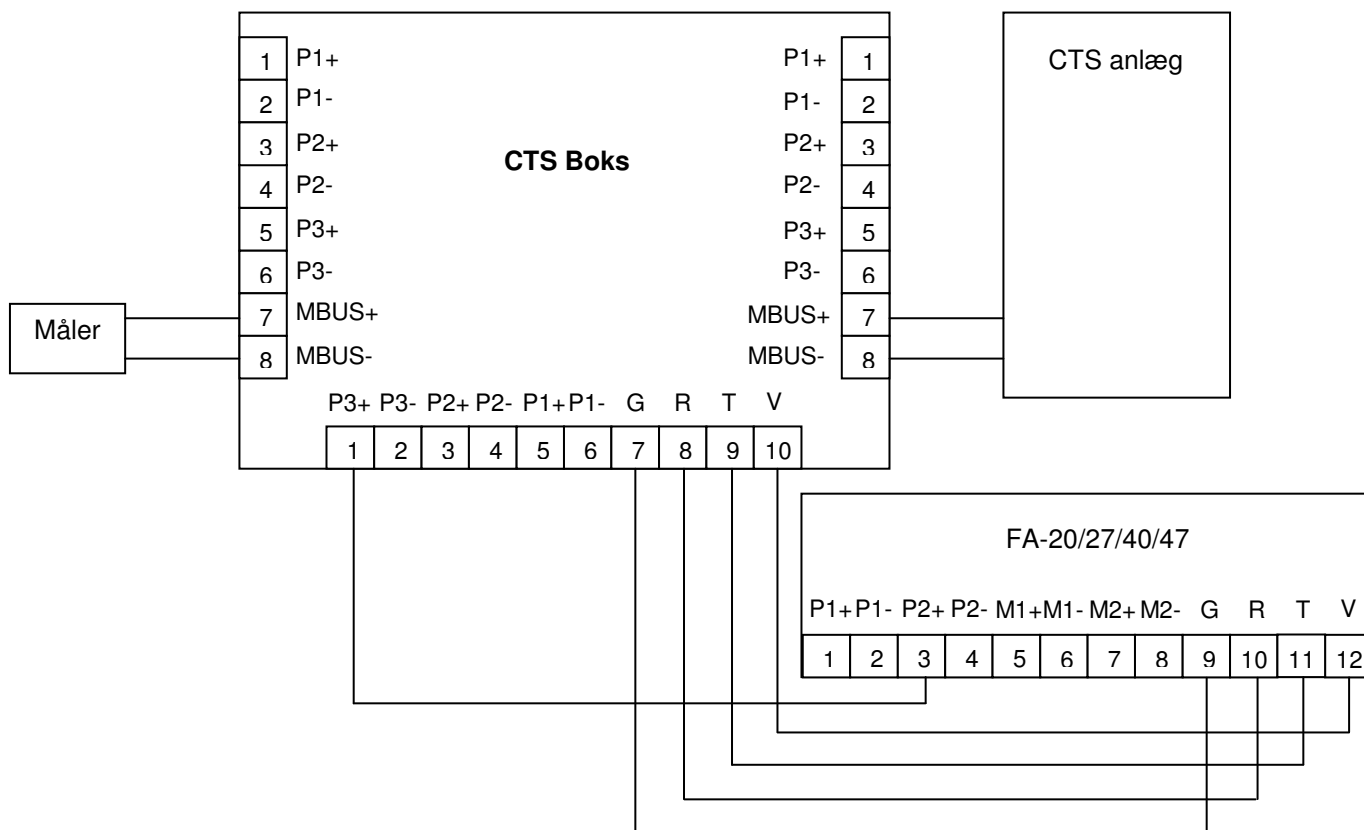 1 P1+ P1+ 1 CTS anlæg
2 P1- P1- 2
3 P2+ P2+ 3
CTS Boks
4 P2- P2- 4
5 P3+ P3+ 5
6 P3- P3- 6
Måler 7 MBUS+ MBUS+ 7
8 MBUS- MBUS- 8
P3+ P3- P2+ P2- P1+ P1- G R T V
1 2 3 4 5 6 7 8 9 10
FA-20/27/40/47
P1+ P1- P2+ P2- M1+ M1- M2+ M2- G R T V
1 2 3 4 5 6 7 8 9 10 11 12